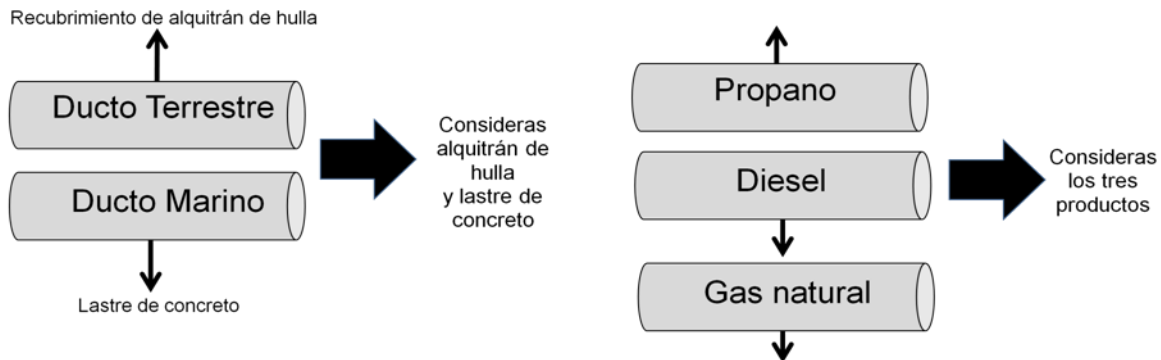 Recubrimiento de alquitrán de hulla
Ducto Terrestre
Ducto Marino
Lastre de concreto
Consideras
alquitrán de
hulla
y lastre de
concreto
Propano
Diesel
Gas natural
Consideras
los tres
productos